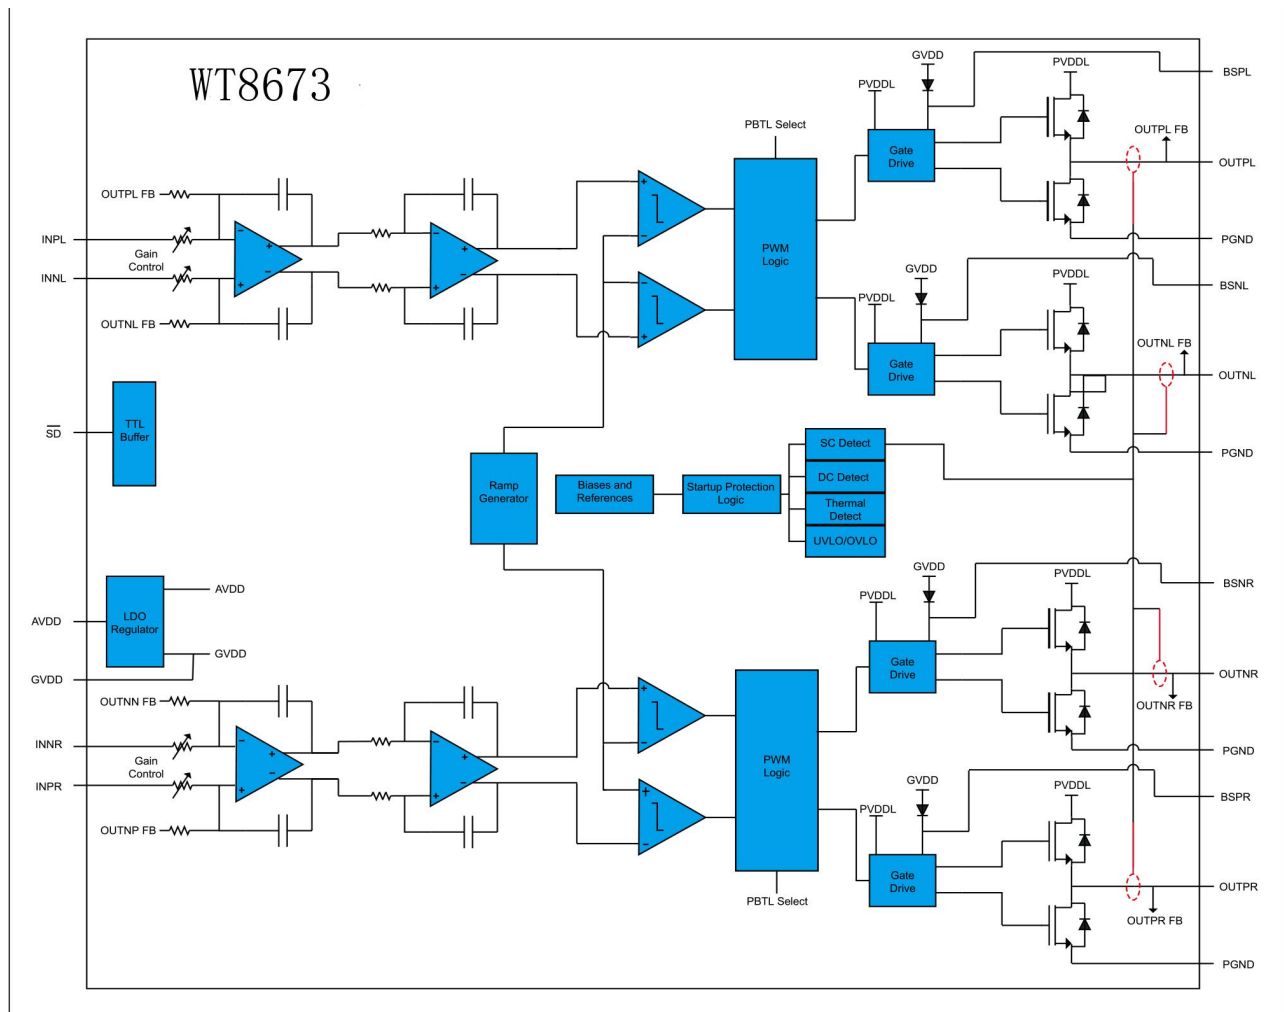 WT8673
GVDD
PVDDL
PVDDL
BSPL
PBTL Select
OUTPL FB
Gate
Drive
OUTPL
OUTPL FB
INPL
Gain
Control
INNL
OUTNL FB
PWM
Logic
PGND
GVDD
PVDDL
PVDDL
BSNL
OUTNL FB
Gate
Drive
OUTNL
SD
TTL
Buffer
PGND
Ramp
Generator
Biases and
References
Startup Protection
Logic
SC Detect
DC Detect
Thermal
Detect
UVLO/OVLO
AVDD
LDO
Regulator
AVDD
GVDD
GVDD
GVDD
PVDDL
PVDDL
BSNR
Gate
Drive
OUTNR
OUTNR FB
OUTNN FB
INNR
Gain
Control
INPR
OUTNP FB
PWM
Logic
PGND
GVDD
PVDDL
PVDDL
BSPR
Gate
Drive
OUTPR
OUTPR FB
PBTL Select
PGND